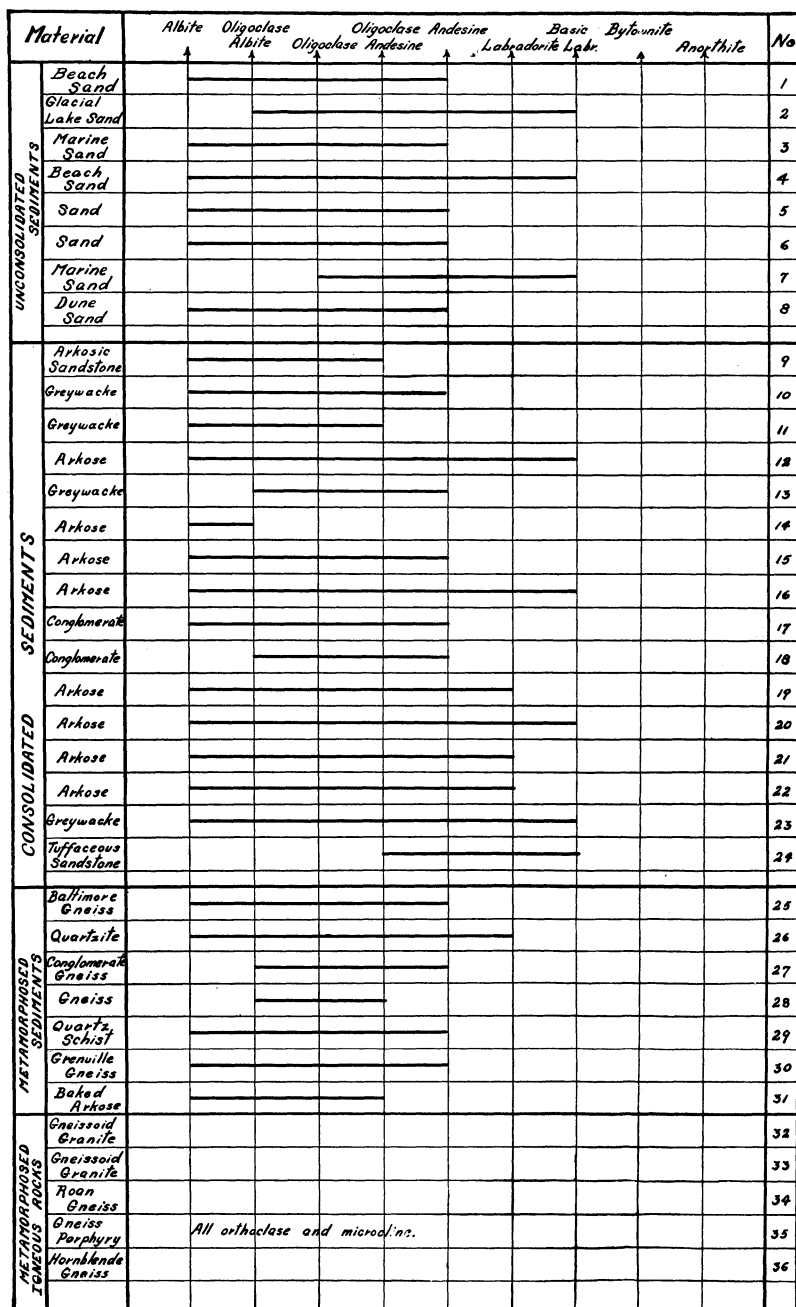 Material
Albite Oligoclase Oligoclase Andesine Basic Bytownite
Albite Oligoclase Andesine Labradorite Labr. Anorthite
No
UNCONSOLIDATED
SEDIMENTS
Beach
Sand 1
Glacial
Lake Sand 2
Marine
Sand 3
Beach
Sand 4
Sand 5
Sand 6
Marine
Sand 7
Dune
Sand 8
CONSOLIDATED SEDIMENTS
Arkosic
Sandstone 9
Greywacke 10
Greywacke 11
Arkose 12
Greywacke 13
Arkose 14
Arkose 15
Arkose 16
Conglomerate 17
Conglomerate 18
Arkose 19
Arkose 20
Arkose 21
Arkose 22
Greywacke 23
Tuffaceous
Sandstone 24
METAMORPHOSED
SEDIMENTS
Baltimore
Gneiss 25
Quartzite 26
Conglomerate
Gneiss 27
Gneiss 28
Quartz
Schist 29
Grenville
Gneiss 30
Baked
Arkose 31
METAMORPHOSED
IGNEOUS ROCKS
Gneissoid
Granite 32
Gneissoid
Granite 33
Roan
Gneiss 34
Gneiss
Porphyry All orthoclase and microcline. 35
Hornblende
Gneiss 36